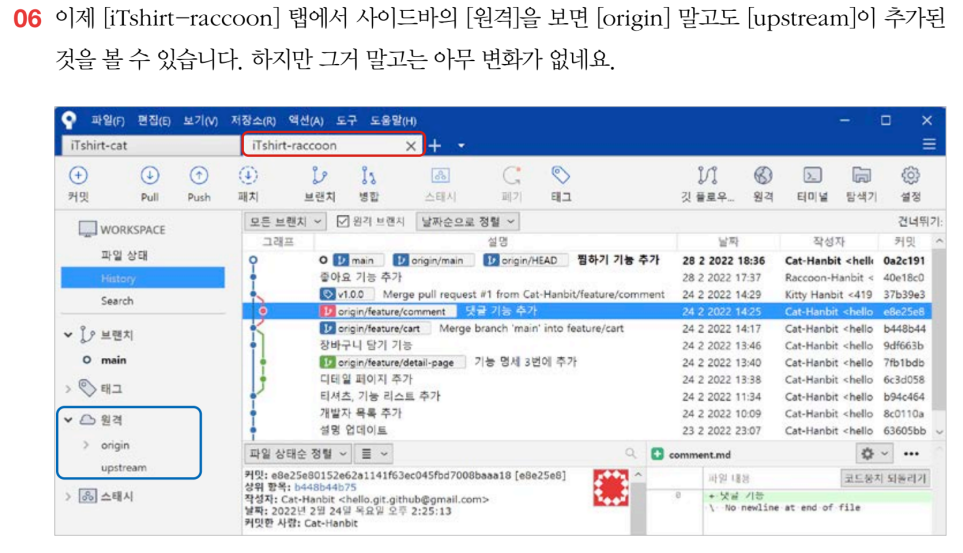 06 이제 [iTshirt-raccoon] 탭에서 사이드바의 [원격]을 보면 [origin] 말고도 [upstream]이 추가된
것을 볼 수 있습니다. 하지만 그거 말고는 아무 변화가 없네요.
파일(F) 편집(E) 보기(V) 저장소(R) 액션(A) 도구 도움말(H)
iTshirt-cat iTshirt-raccoon
커밋 Pull Push 패치 브랜치 병합 스태시 폐기 태그 깃 플로우... 원격 터미널 탐색기 설정
WORKSPACE
파일 상태
History
Search
브랜치
main
태그
원격
origin
upstream
스태시
모든 브랜치 원격 브랜치 날짜순으로 정렬 건너뛰기:
그래프 설명 날짜 작성자 커밋
main origin/main origin/HEAD 찜하기 기능 추가 28 2 2022 18:36 Cat-Hanbit <hello 0a2c191
좋아요 기능 추가 28 2 2022 17:37 Raccoon-Hanbit < 40e18c0
v1.0.0 Merge pull request #1 from Cat-Hanbit/feature/comment 24 2 2022 14:29 Kitty Hanbit <419 37b39e3
origin/feature/comment 댓글 기능 추가 24 2 2022 14:25 Cat-Hanbit <hello e8e25e8
origin/feature/cart Merge branch 'main' into feature/cart 24 2 2022 14:17 Cat-Hanbit <hello b448b44
장바구니 담기 기능 24 2 2022 13:46 Cat-Hanbit <hello 9df663b
origin/feature/detail-page 기능 명세 3번에 추가 24 2 2022 13:40 Cat-Hanbit <hello 7fb1bdb
디테일 페이지 추가 24 2 2022 13:38 Cat-Hanbit <hello 6c3d058
티셔츠, 기능 리스트 추가 24 2 2022 11:34 Cat-Hanbit <hello b94c464
개발자 목록 추가 24 2 2022 10:09 Cat-Hanbit <hello 8c0110a
설명 업데이트 23 2 2022 23:07 Cat-Hanbit <hello 63605bb
파일 상태순 정렬
커밋: e8e25e80152e62a1141f63ec045fbd7008baaa18 [e8e25e8]
상위 항목: b448b44b75
작성자: Cat-Hanbit <hello.git.github@gmail.com>
날짜: 2022년 2월 24일 목요일 오후 2:25:13
커밋한 사람: Cat-Hanbit
comment.md
파일 내용 코드뭉치 되돌리기
0 + 댓글 기능
\ No newline at end of file